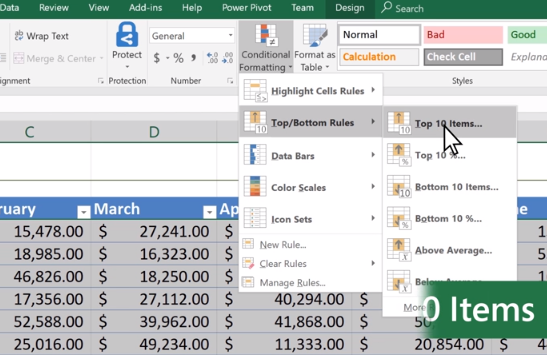 Data View Add-ins Help Power Pivot Team Design Search
Wrap Text
Merge & Center
Protect
General
$ % ,
Conditional Formatting
Format as Table
Normal Bad Good
Calculation Check Cell Explana
Protection Number Styles
Highlight Cells Rules
Top/Bottom Rules
Data Bars
Color Scales
Icon Sets
New Rule...
Clear Rules
Manage Rules...
Top 10 Items...
Top 10 %...
Bottom 10 Items...
Bottom 10 %...
Above Average...
Below Average...
More
0 Items
C D
ruary March Ap ne
15,478.00 $ 27,241.00 $
18,985.00 $ 16,323.00 $
46,826.00 $ 18,250.00 $
17,356.00 $ 27,112.00 $ 40,294.00 $
52,588.00 $ 39,962.00 $ 41,868.00 $
25,016.00 $ 49,234.00 $ 11,333.00 $ 20,854.00 $